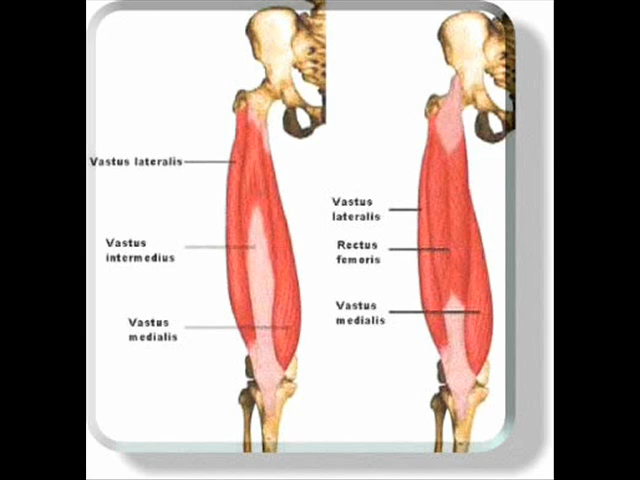 Vastus lateralis
Vastus
intermedius
Vastus
medialis
Vastus
lateralis
Rectus
femoris
Vastus
medialis